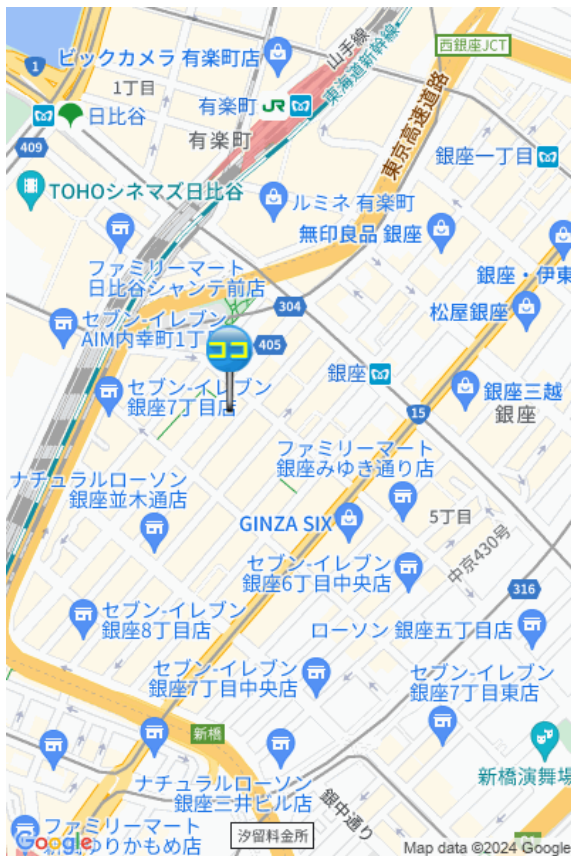 ビックカメラ 有楽町店
山手線
東海道新幹線
西銀座JCT
1
1丁目
有楽町 JR
日比谷
有楽町
東京高速道路
409
銀座一丁目
TOHOシネマズ日比谷
ルミネ 有楽町
無印良品 銀座
ファミリーマート
日比谷シャンテ前店
銀座・伊東
304
松屋銀座
セブン-イレブン
AIM内幸町1丁
ココ
405
銀座
セブン-イレブン
銀座7丁目店
銀座三越
15
銀座
ファミリーマート
銀座みゆき通り店
ナチュラルローソン
銀座並木通店
GINZA SIX
5丁目
中京430号
セブン-イレブン
銀座6丁目中央店
316
セブン-イレブン
銀座8丁目店
ローソン 銀座五丁目店
セブン-イレブン
銀座7丁目中央店
セブン-イレブン
銀座7丁目東店
新橋
新橋演舞場
ナチュラルローソン
銀座三井ビル店
銀中通り
ファミリーマート
ゆりかもめ店
Google
汐留料金所
Map data ©2024 Google